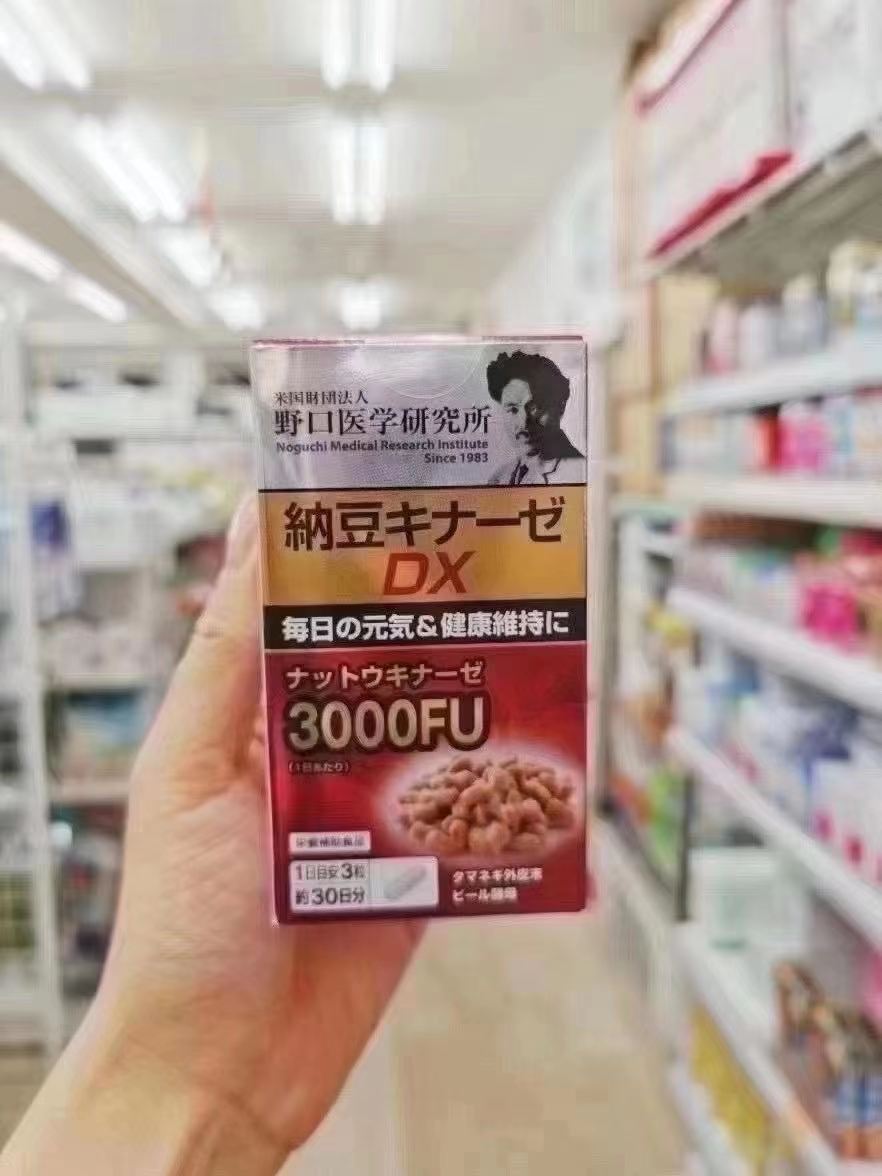 米国財団法人
野口医学研究所
Noguchi Medical Research Institute
Since 1983
納豆キナーゼ
DX
毎日の元気&健康維持に
ナットウキナーゼ
3000FU
(1日あたり)
栄養補助食品
1日目安3粒
約30日分
タマネギ外皮末
ビール酵母